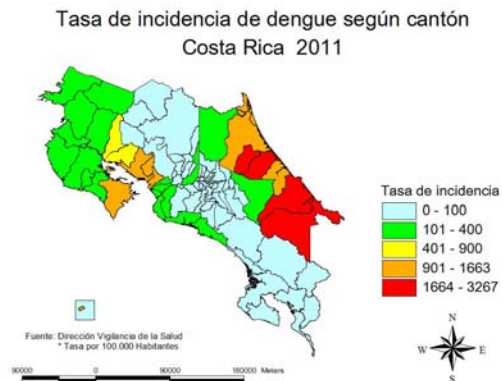 Tasa de incidencia de dengue según cantón
Costa Rica 2011
Tasa de incidencia
0 - 100
101 - 400
401 - 900
901 - 1663
1664 - 3267
Fuente: Dirección Vigilancia de la Salud
* Tasa por 100.000 Habitantes
90000 0 90000 180000 Meters
N
W E
S